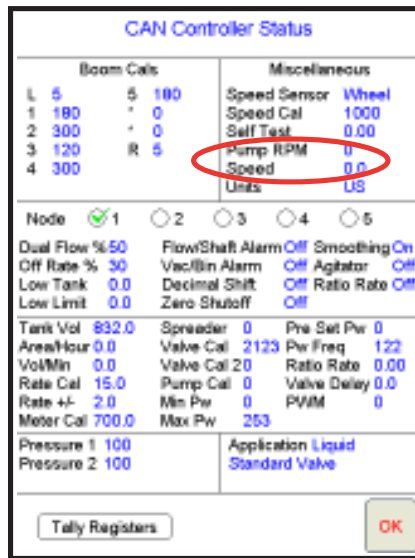 CAN Controller Status
Boom Cals
L 5 5 180
1 180 * 0
2 300 * 0
3 120 R 5
4 300
Miscellaneous
Speed Sensor Wheel
Speed Cal 1000
Self Test 0.00
Pump RPM 0
Speed 0.0
Units US
Node 1 2 3 4 5
Dual Flow % 50 Flow/Shaft Alarm Off Smoothing On
Off Rate % 30 Vac/Bin Alarm Off Agitator Off
Low Tank 0.0 Decimal Shift Off Ratio Rate Off
Low Limit 0.0 Zero Shutoff Off
Tank Vol 832.0 Spreader 0 Pre Set Pw 0
Area/Hour 0.0 Valve Cal 2123 Pw Freq 122
Vol/Min 0.0 Valve Cal 2 0 Ratio Rate 0.00
Rate Cal 15.0 Pump Cal 0 Valve Delay 0.0
Rate +/- 2.0 Min Pw 0 PWM 0
Meter Cal 700.0 Max Pw 253
Pressure 1 100
Pressure 2 100
Application Liquid
Standard Valve
Tally Registers
OK